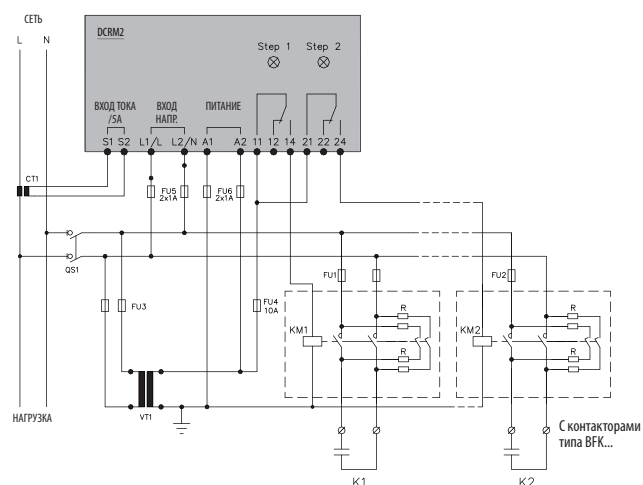 СЕТЬ
L N
DCRM2
Step 1 Step 2
ВХОД ТОКА
/5A
ВХОД
НАПР.
ПИТАНИЕ
S1 S2 L1/L L2/N A1 A2 11 12 14 21 22 24
CT1
FU5
2x1A
FU6
2x1A
QS1
FU3
FU4
10A
FU1
FU2
KM1
R
R
KM2
R
R
НАГРУЗКА
VT1
С контакторами
типа BFK...
K1
K2